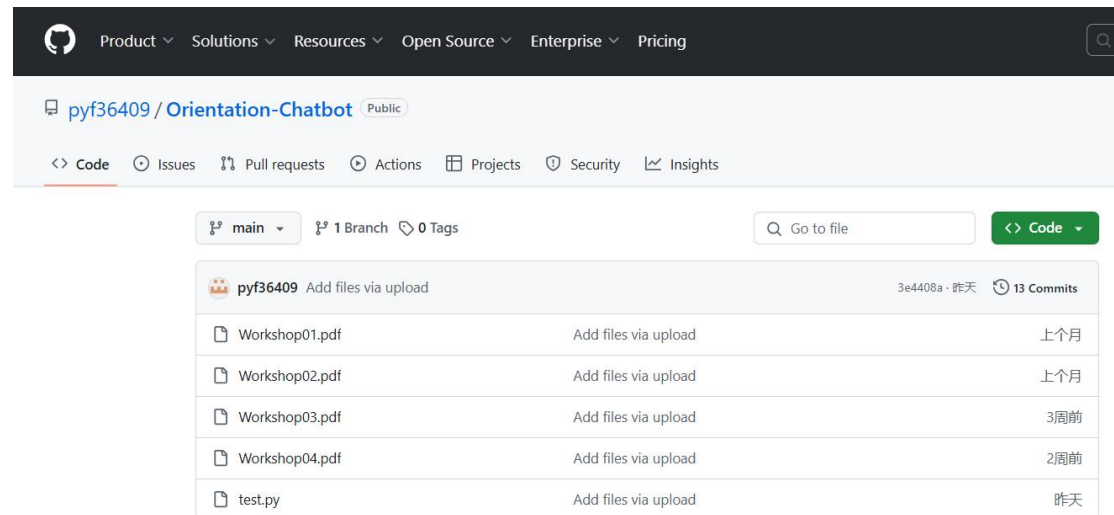 Product Solutions Resources Open Source Enterprise Pricing
pyf36409 / Orientation-Chatbot Public
<> Code Issues Pull requests Actions Projects Security Insights
main 1 Branch 0 Tags Go to file <> Code
pyf36409 Add files via upload 3e4408a · 昨天 13 Commits
Workshop01.pdf Add files via upload 上个月
Workshop02.pdf Add files via upload 上个月
Workshop03.pdf Add files via upload 3周前
Workshop04.pdf Add files via upload 2周前
test.py Add files via upload 昨天